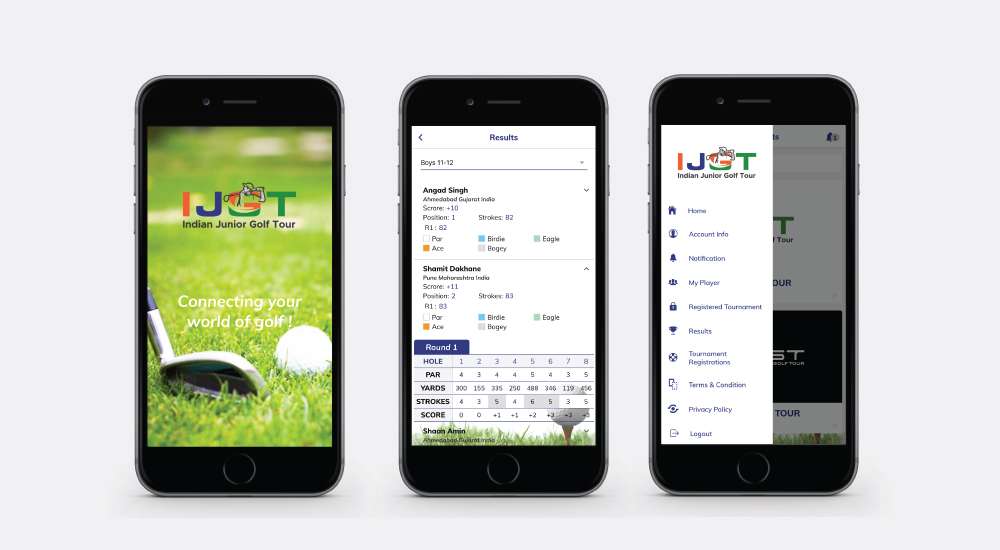 IJGT
Indian Junior Golf Tour
Connecting your
world of golf !
Results
Boys 11-12
Angad Singh
Ahmedabad Gujarat India
Score: +10
Position: 1 Strokes: 82
R1: 82
Par Birdie Eagle
Ace Bogey
Shamit Dakhane
Pune Maharashtra India
Score: +11
Position: 2 Strokes: 83
R1: 83
Par Birdie Eagle
Ace Bogey
Round 1
HOLE 1 2 3 4 5 6 7 8
PAR 4 3 4 4 5 4 3 5
YARDS 300 155 335 250 488 346 119 456
STROKES 4 3 5 4 6 5 3 5
SCORE 0 0 +1 +1 +2 +3 +3 +3
Shaan Amin
Ahmedabad Gujarat India
IJGT
Indian Junior Golf Tour
Home
Account Info
Notification
My Player
Registered Tournament
Results
Tournament
Registrations
Terms & Condition
Privacy Policy
Logout
ts
T
f Tour
OUR
ST
GOLF TOUR
TOUR